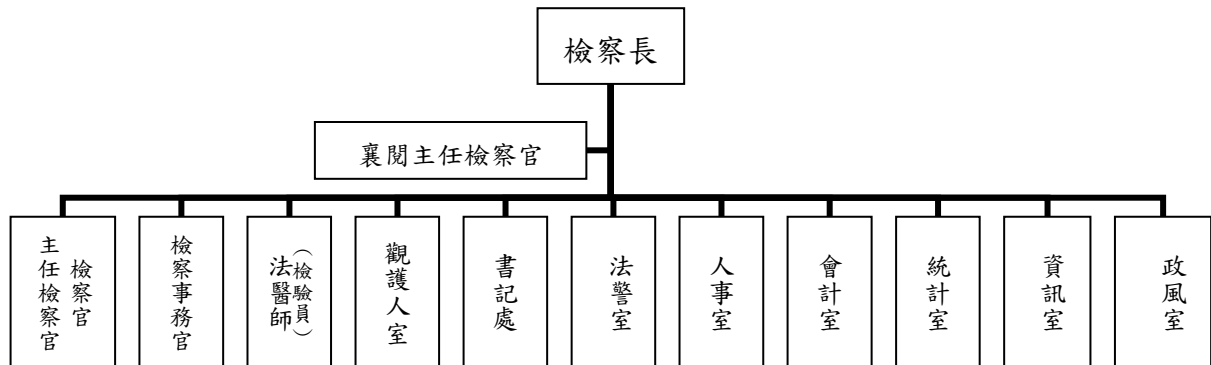 檢察長
襄閱主任檢察官
主任檢察官
檢察官
檢察事務官
法醫師
（檢驗員）
觀護人室
書記處
法警室
人事室
會計室
統計室
資訊室
政風室